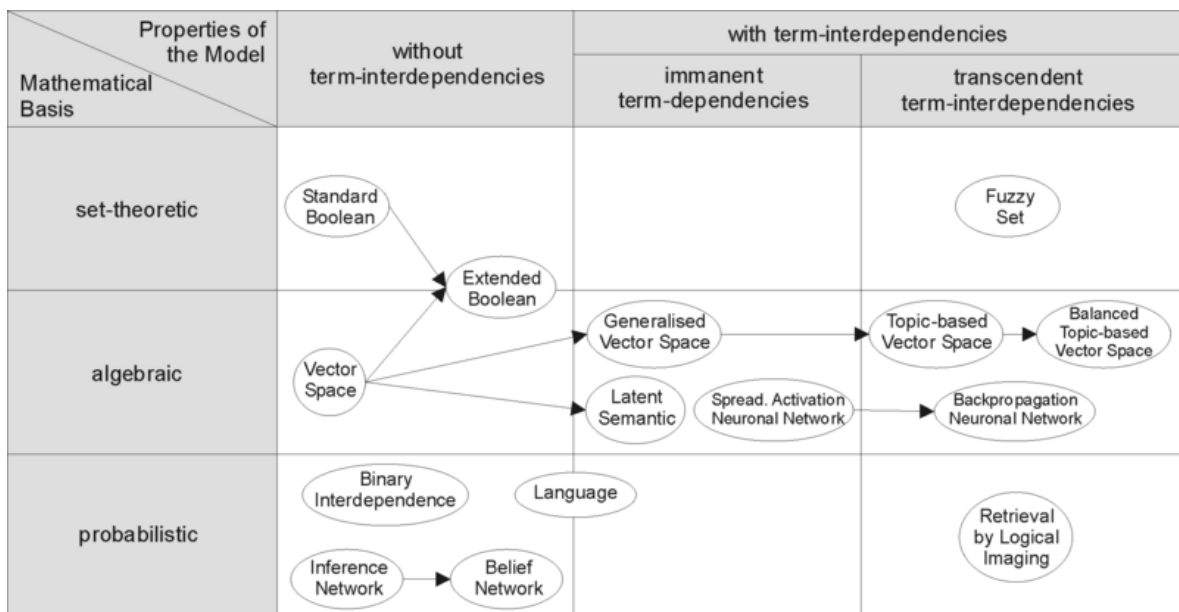 Properties of
the Model
Mathematical
Basis
without
term-interdependencies
with term-interdependencies
immanent
term-dependencies
transcendent
term-interdependencies
set-theoretic
Standard
Boolean
Fuzzy
Set
Extended
Boolean
algebraic
Vector
Space
Generalised
Vector Space
Topic-based
Vector Space
Balanced
Topic-based
Vector Space
Latent
Semantic
Spread. Activation
Neuronal Network
Backpropagation
Neuronal Network
probabilistic
Binary
Interdependence
Language
Retrieval
by Logical
Imaging
Inference
Network
Belief
Network